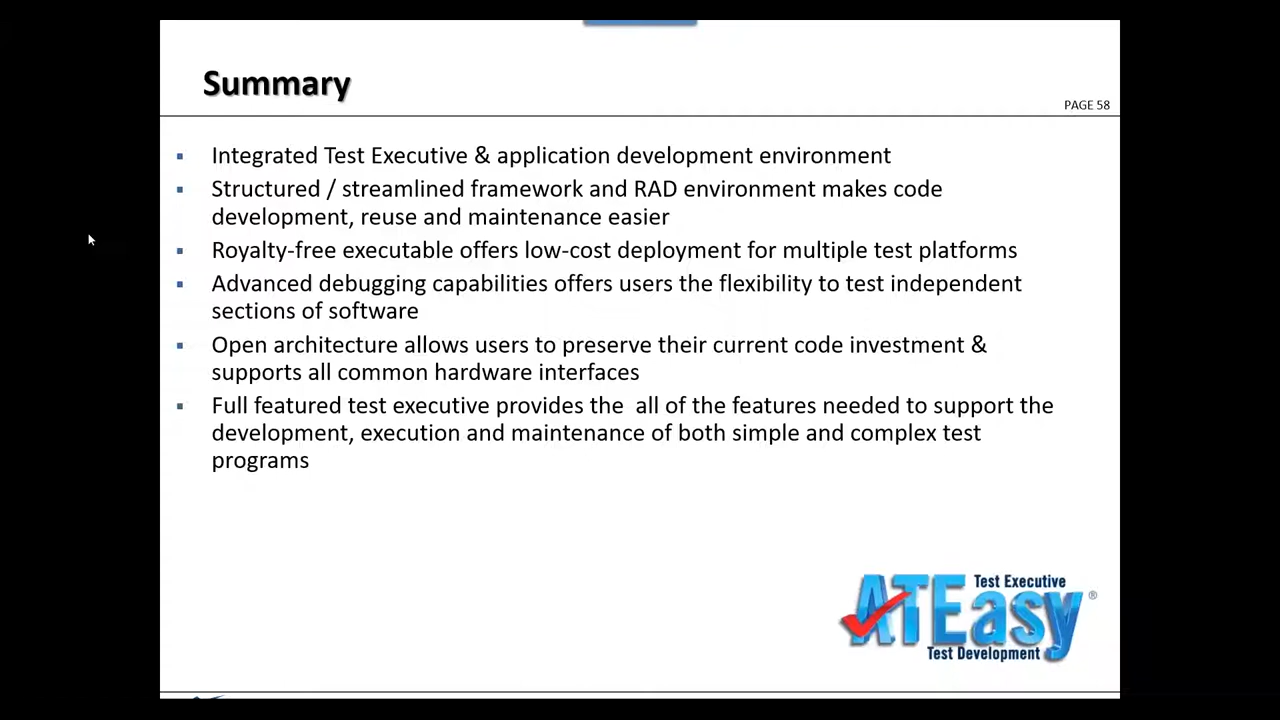 Summary
PAGE 58
▪ Integrated Test Executive & application development environment
▪ Structured / streamlined framework and RAD environment makes code
development, reuse and maintenance easier
▪ Royalty-free executable offers low-cost deployment for multiple test platforms
▪ Advanced debugging capabilities offers users the flexibility to test independent
sections of software
▪ Open architecture allows users to preserve their current code investment &
supports all common hardware interfaces
▪ Full featured test executive provides the  all of the features needed to support the
development, execution and maintenance of both simple and complex test
programs
Test Executive
ATEasy ®
Test Development